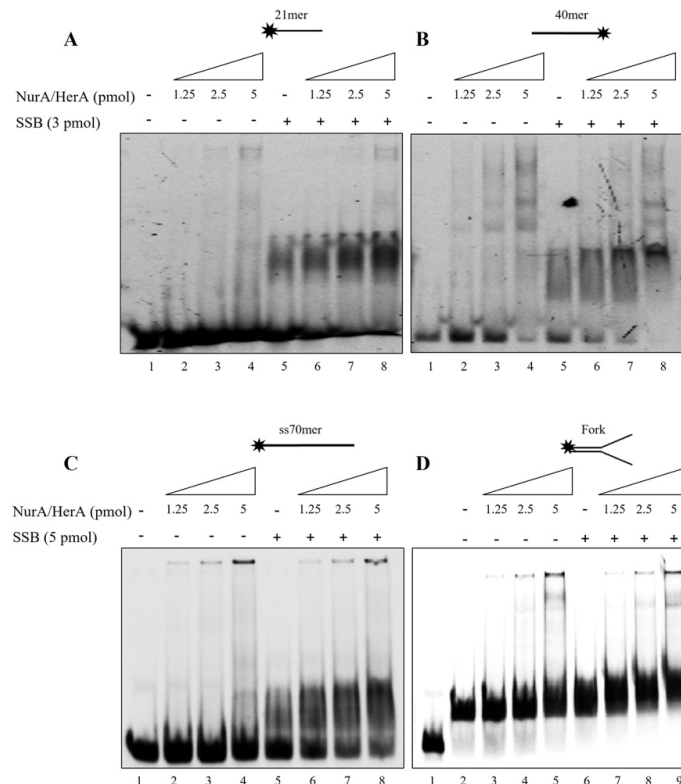 21mer 40mer
A B
NurA/HerA (pmol) - - 1.25 2.5 5 - 1.25 2.5 5 - 1.25 2.5 5 - 1.25 2.5 5
SSB (3 pmol) - - - - + + + + - - - - + + + +
1 2 3 4 5 6 7 8 1 2 3 4 5 6 7 8
ss70mer Fork
C D
NurA/HerA (pmol) - 1.25 2.5 5 - 1.25 2.5 5 - 1.25 2.5 5 - 1.25 2.5 5
SSB (5 pmol) - - - - + + + + - - - - + + + +
1 2 3 4 5 6 7 8 1 2 3 4 5 6 7 8 9